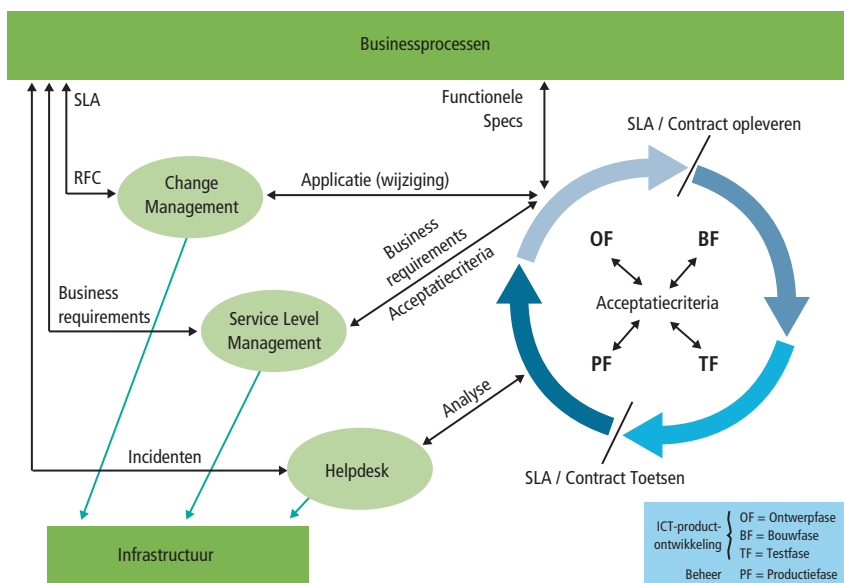 Businessprocessen
SLA
Functionele
Specs
SLA / Contract opleveren
RFC
Change
Management
Applicatie (wijziging)
Business
requirements
Acceptatiecriteria
OF
BF
Business
requirements
Service Level
Management
Acceptatiecriteria
PF
TF
Analyse
Incidenten
Helpdesk
SLA / Contract Toetsen
Infrastructuur
ICT-product-
ontwikkeling
OF = Ontwerpfase
BF = Bouwfase
TF = Testfase
Beheer PF = Productiefase